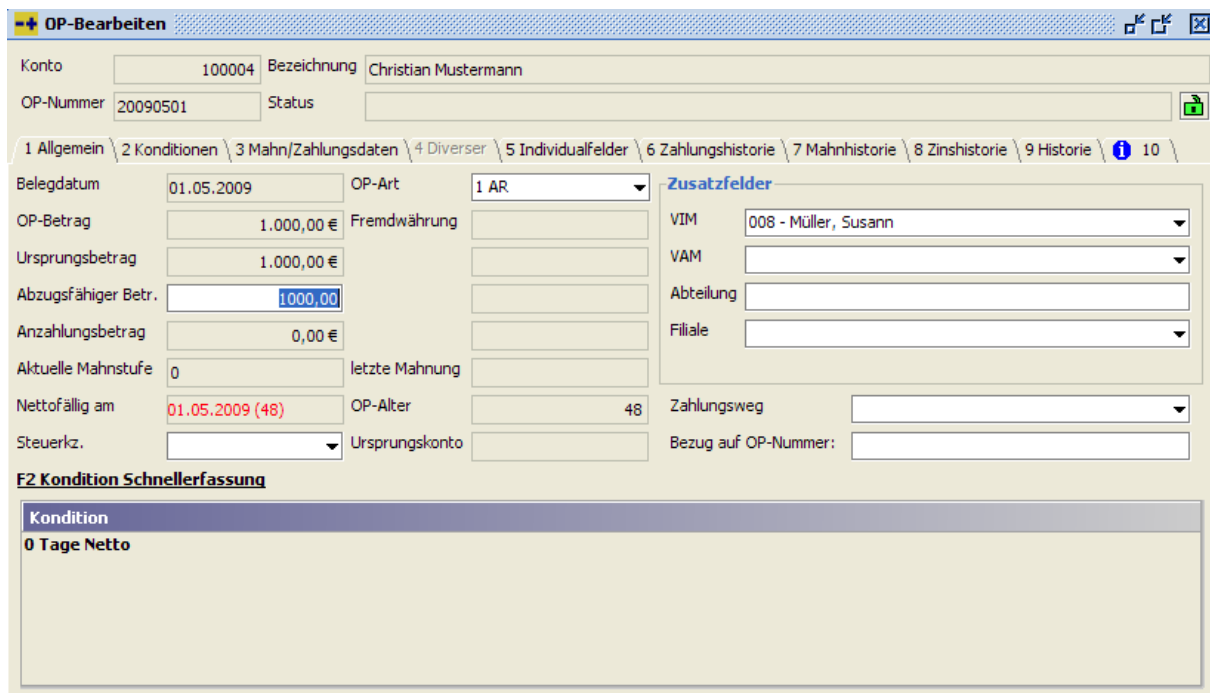 OP-Bearbeiten
Konto 100004 Bezeichnung Christian Mustermann
OP-Nummer 20090501 Status
1 Allgemein 2 Konditionen 3 Mahn/Zahlungsdaten 4 Diverser 5 Individualfelder 6 Zahlungshistorie 7 Mahnhistorie 8 Zinshistorie 9 Historie 10
Belegdatum 01.05.2009 OP-Art 1 AR Zusatzfelder
OP-Betrag 1.000,00 € Fremdwährung VIM 008 - Müller, Susann
Ursprungsbetrag 1.000,00 € VAM
Abzugsfähiger Betr. 1000,00 Abteilung
Anzahlungsbetrag 0,00 € Filiale
Aktuelle Mahnstufe 0 letzte Mahnung
Nettofällig am 01.05.2009 (48) OP-Alter 48 Zahlungsweg
Steuerkz. Ursprungskonto Bezug auf OP-Nummer:
F2 Kondition Schnellerfassung
Kondition
0 Tage Netto